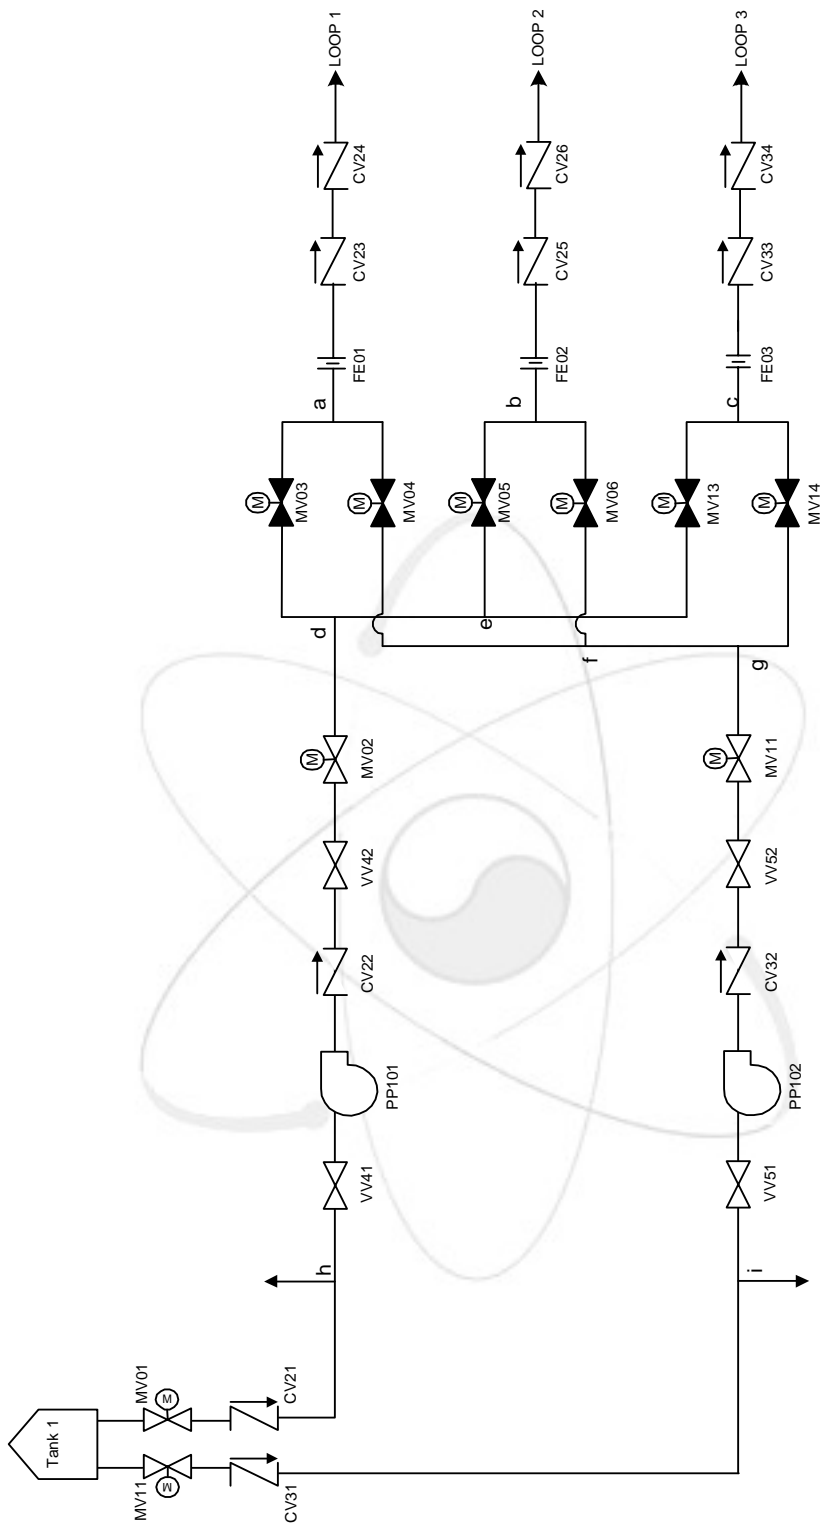 LOOP 1
LOOP 2
LOOP 3
CV24
CV26
CV34
CV23
CV25
CV33
FE01
FE02
FE03
a
b
c
M
MV03
M
MV04
M
MV05
M
MV06
M
MV13
M
MV14
d
e
f
g
M
MV02
M
MV11
VV42
VV52
CV22
CV32
PP101
PP102
VV41
VV51
h
i
Tank 1
MV01
M
MV11
M
CV21
CV31